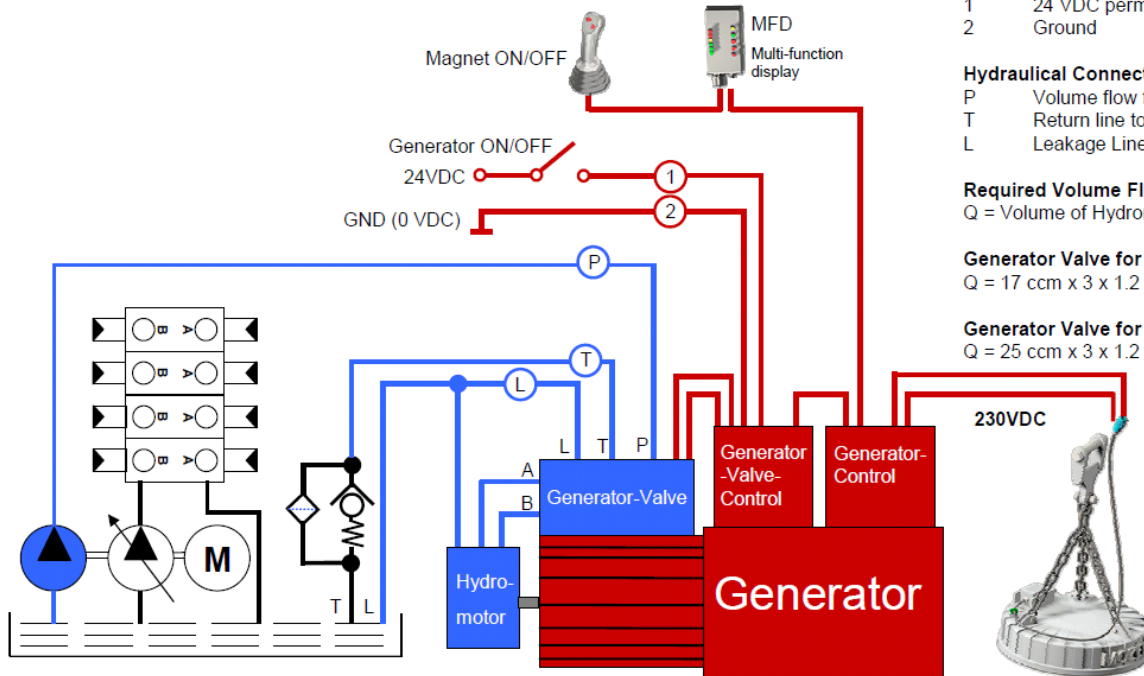 1 24 VDC perm
2 Ground
Magnet ON/OFF
MFD
Multi-function
display
Hydraulical Connect
P Volume flow
T Return line to
L Leakage Line
Generator ON/OFF
24VDC
1
GND (0 VDC)
2
Required Volume Fl
Q = Volume of Hydro
P
Generator Valve for
Q = 17 ccm x 3 x 1.2
B A
B A
B A
B A
T
L
Generator Valve for
Q = 25 ccm x 3 x 1.2
230VDC
L T P
A
B
Generator-Valve
Generator
-Valve-
Control
Generator-
Control
M
T L
Hydro-
motor
Generator